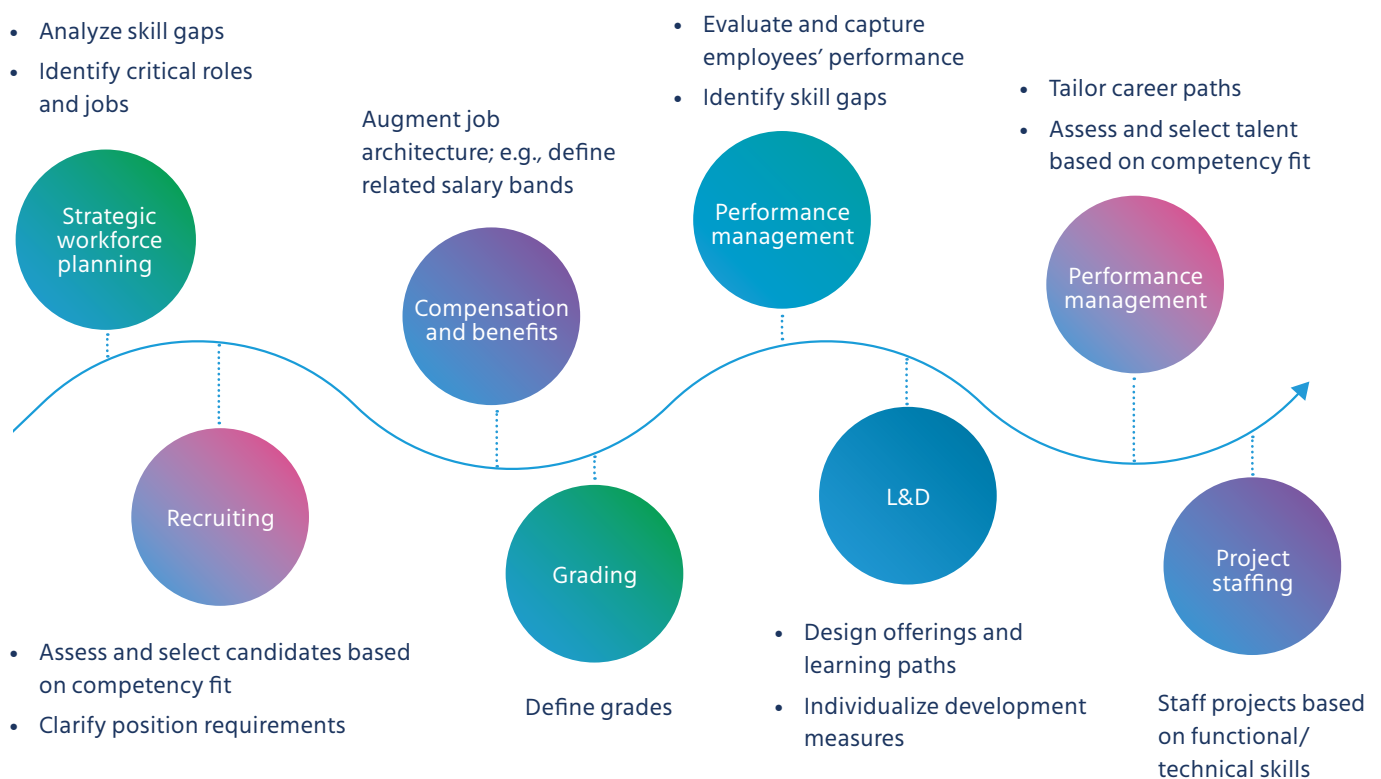 • Analyze skill gaps
• Identify critical roles
and jobs
Strategic
workforce
planning
Recruiting
• Assess and select candidates based
on competency fit
• Clarify position requirements
Augment job
architecture; e.g., define
related salary bands
Compensation
and benefits
Grading
Define grades
• Evaluate and capture
employees’ performance
• Identify skill gaps
Performance
management
L&D
• Design offerings and
learning paths
• Individualize development
measures
• Tailor career paths
• Assess and select talent
based on competency fit
Performance
management
Project
staffing
Staff projects based
on functional/
technical skills